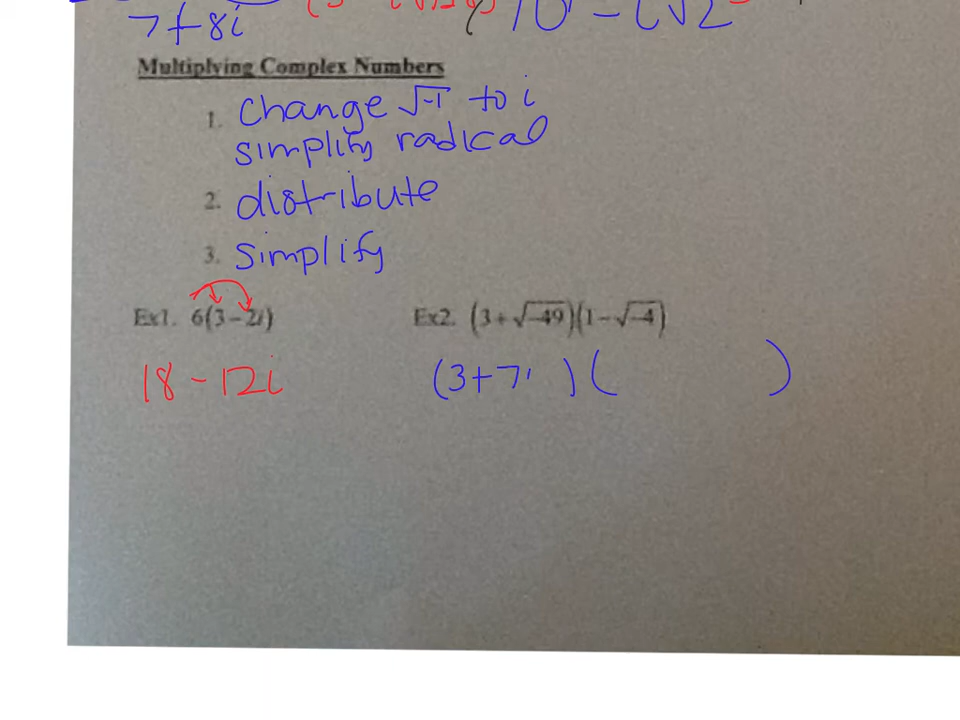 7+8i
Multiplying Complex Numbers
1. Change √-1 to i
simplify radical
2. distribute
3. Simplify
Ex1. 6(3-2i) Ex2. (3+√-49)(1-√-4)
18-12i (3+7i )( )